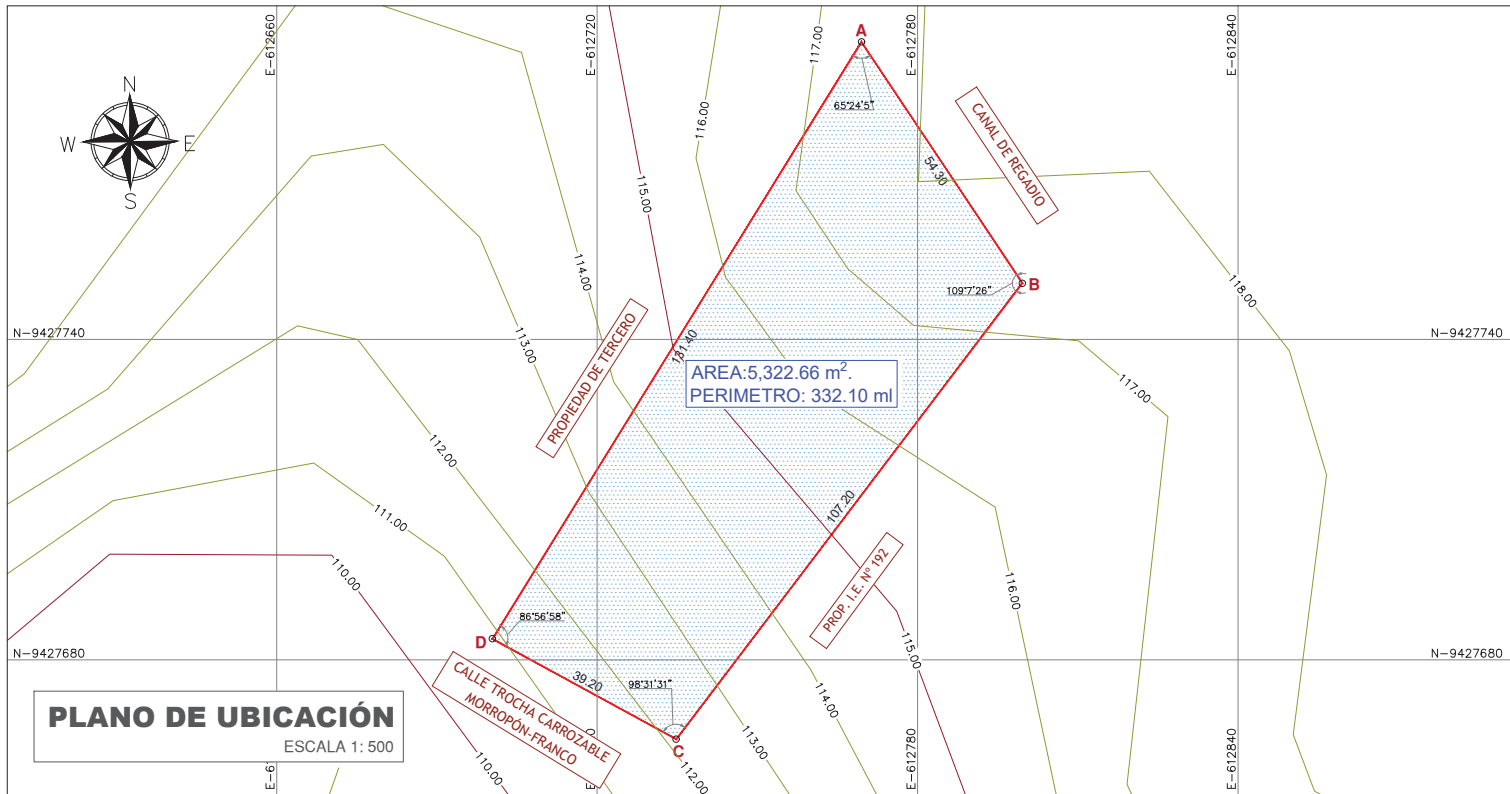 E-612660
E-612720
E-612780
E-612840
A
117.00
N
W
E
S
116.00
65°24'5"
CANAL DE REGADIO
54.30
115.00
114.00
118.00
B
109°7'26"
N-9427740
N-9427740
113.00
PROPIEDAD DE TERCERO
131.40
AREA:5,322.66 m².
PERIMETRO: 332.10 ml
117.00
112.00
111.00
107.20
110.00
PROP. I.E. Nº 192
116.00
86°56'58"
D
N-9427680
N-9427680
115.00
CALLE TROCHA CARROZABLE
MORROPÓN-FRANCO
39.20
98°31'31"
114.00
PLANO DE UBICACIÓN
ESCALA 1: 500
C
113.00
112.00
110.00
E-612780
E-612840